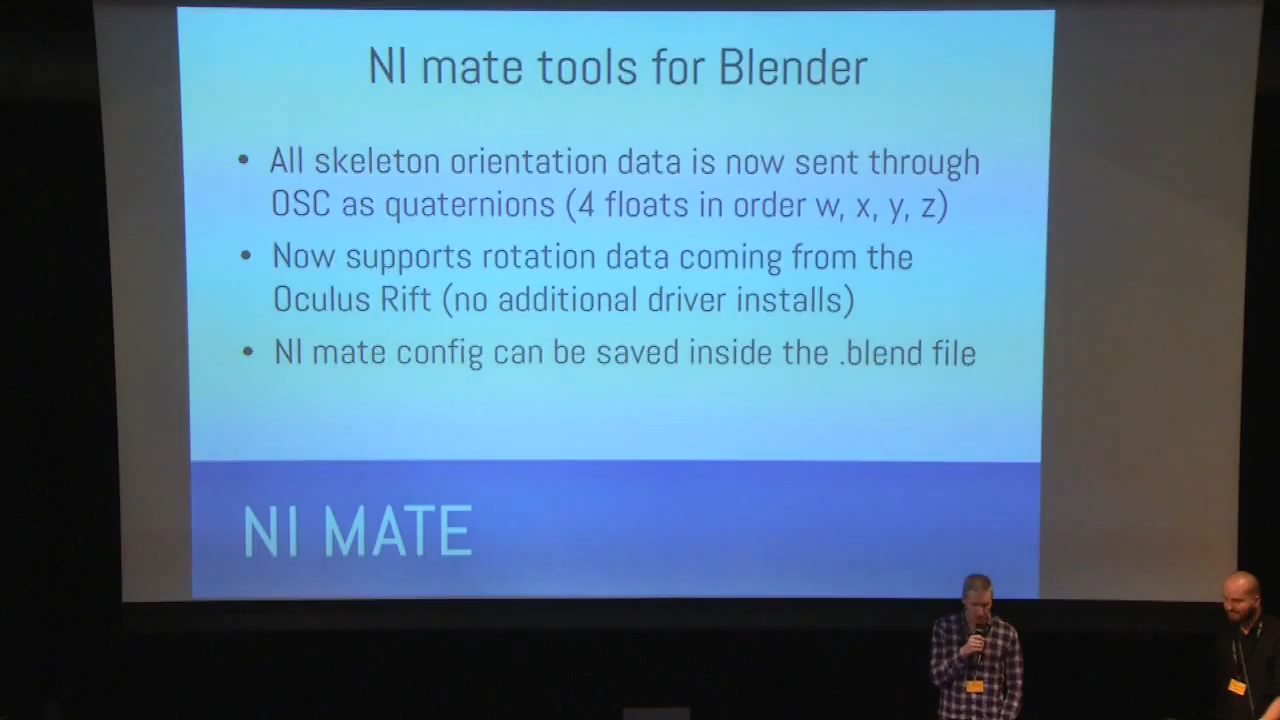 NI mate tools for Blender
• All skeleton orientation data is now sent through
OSC as quaternions (4 floats in order w, x, y, z)
• Now supports rotation data coming from the
Oculus Rift (no additional driver installs)
• NI mate config can be saved inside the .blend file
NI MATE